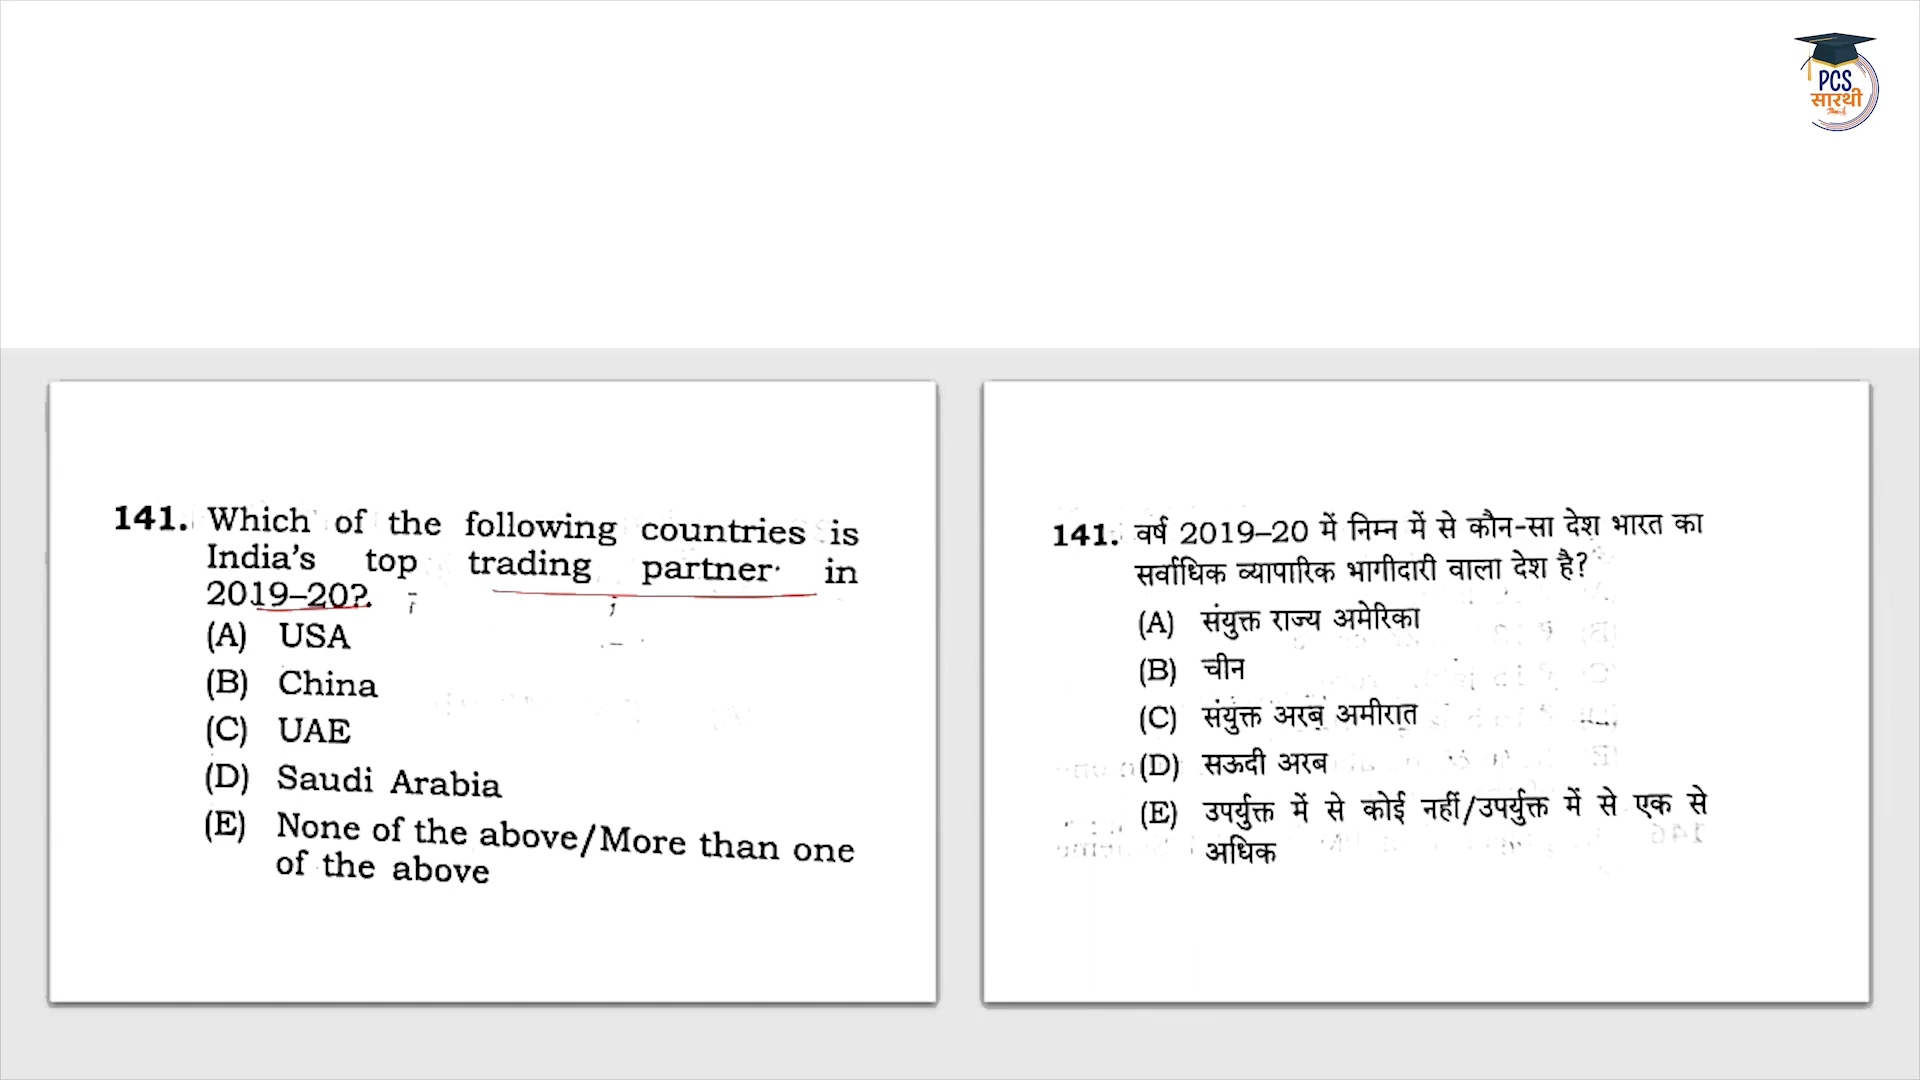 PCS
सारथी
141. Which of the following countries is
India's top trading partner in
2019–20?
(A) USA
(B) China
(C) UAE
(D) Saudi Arabia
(E) None of the above/More than one
of the above
141. वर्ष 2019–20 में निम्न में से कौन-सा देश भारत का
सर्वाधिक व्यापारिक भागीदारी वाला देश है?
(A) संयुक्त राज्य अमेरिका
(B) चीन
(C) संयुक्त अरब अमीरात
(D) सऊदी अरब
(E) उपर्युक्त में से कोई नहीं/उपर्युक्त में से एक से
अधिक